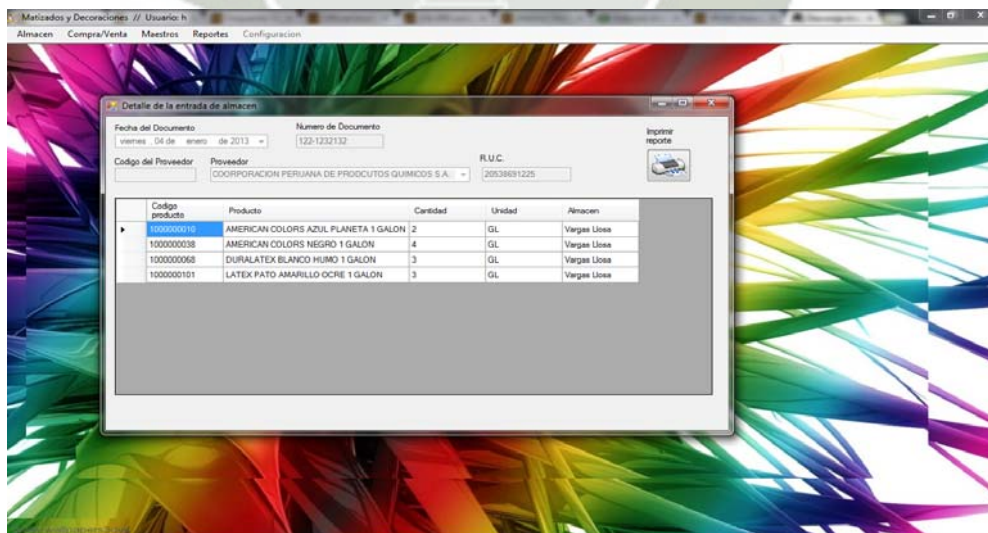 Matizados y Decoraciones // Usuario: h
Almacen Compra/Venta Maestros Reportes Configuracion
Detalle de la entrada de almacen
Fecha del Documento Numero de Documento
viernes , 04 de enero de 2013 122-1232132
Imprimir
reporte
Codigo del Proveedor Proveedor R.U.C.
COORPORACION PERUANA DE PRODCUTOS QUIMICOS S.A. 20538691225
Codigo
producto Producto Cantidad Unidad Almacen
1000000010 AMERICAN COLORS AZUL PLANETA 1 GALON 2 GL Vargas Llosa
1000000038 AMERICAN COLORS NEGRO 1 GALON 4 GL Vargas Llosa
1000000068 DURALATEX BLANCO HUMO 1 GALON 3 GL Vargas Llosa
1000000101 LATEX PATO AMARILLO OCRE 1 GALON 3 GL Vargas Llosa